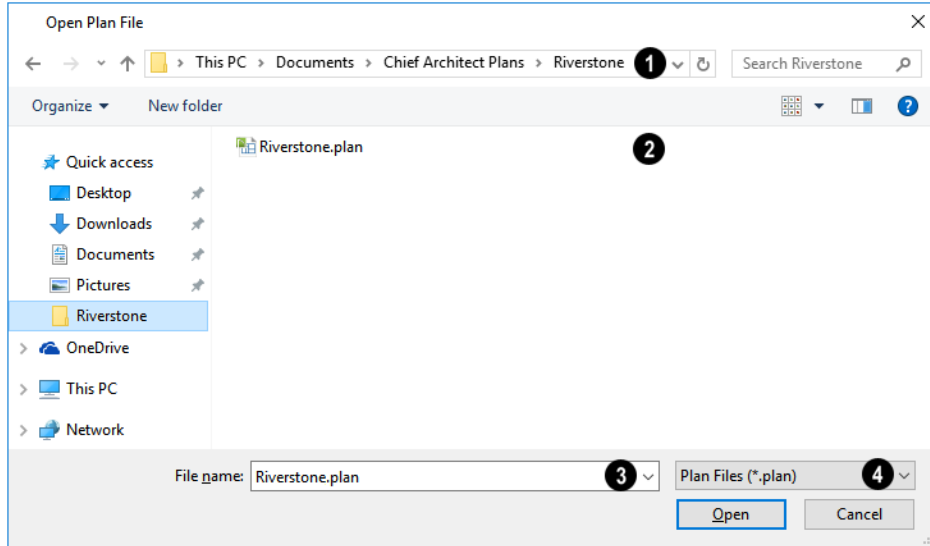 Open Plan File
This PC > Documents > Chief Architect Plans > Riverstone 1 Search Riverstone
Organize New folder ?
Quick access
Desktop
Downloads
Documents
Pictures
Riverstone
OneDrive
This PC
Network
Riverstone.plan 2
File name: Riverstone.plan 3 Plan Files (*.plan) 4
Open Cancel